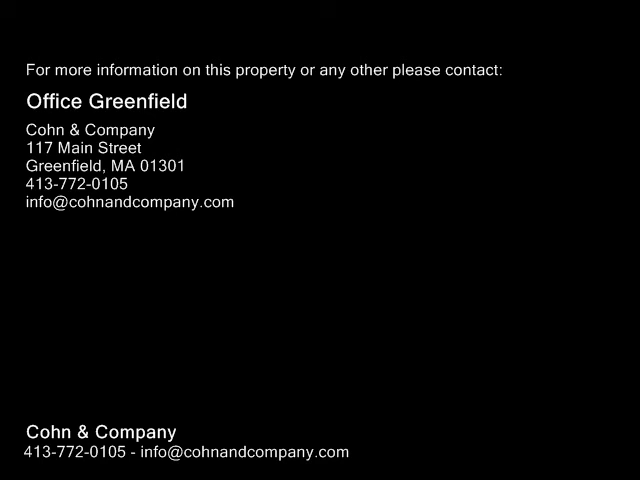 For more information on this property or any other please contact:
Office Greenfield
Cohn & Company
117 Main Street
Greenfield, MA 01301
413-772-0105
info@cohnandcompany.com
Cohn & Company
413-772-0105 - info@cohnandcompany.com